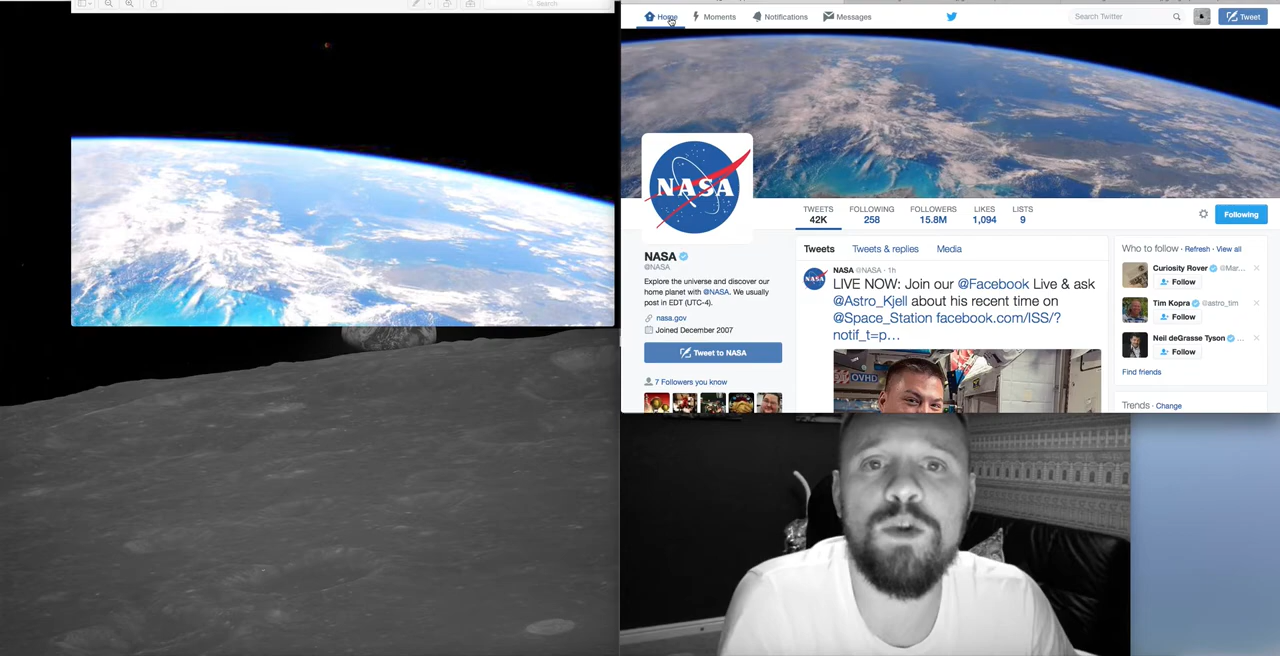 Search
Home
Moments
Notifications
Messages
Search Twitter
Tweet
NASA
TWEETS
FOLLOWING
FOLLOWERS
LIKES
LISTS
42K
258
15.8M
1,094
9
Following
NASA
@NASA
Explore the universe and discover our
home planet with @NASA. We usually
post in EDT (UTC-4).
nasa.gov
Joined December 2007
Tweet to NASA
7 Followers you know
Tweets
Tweets & replies
Media
NASA @NASA · 1h
LIVE NOW: Join our @Facebook Live & ask
@Astro_Kjell about his recent time on
@Space_Station facebook.com/ISS/?
notif_t=p…
OVHD
Who to follow · Refresh · View all
Curiosity Rover @Mar...
Follow
Tim Kopra @astro_tim
Follow
Neil deGrasse Tyson ...
Follow
Find friends
Trends · Change